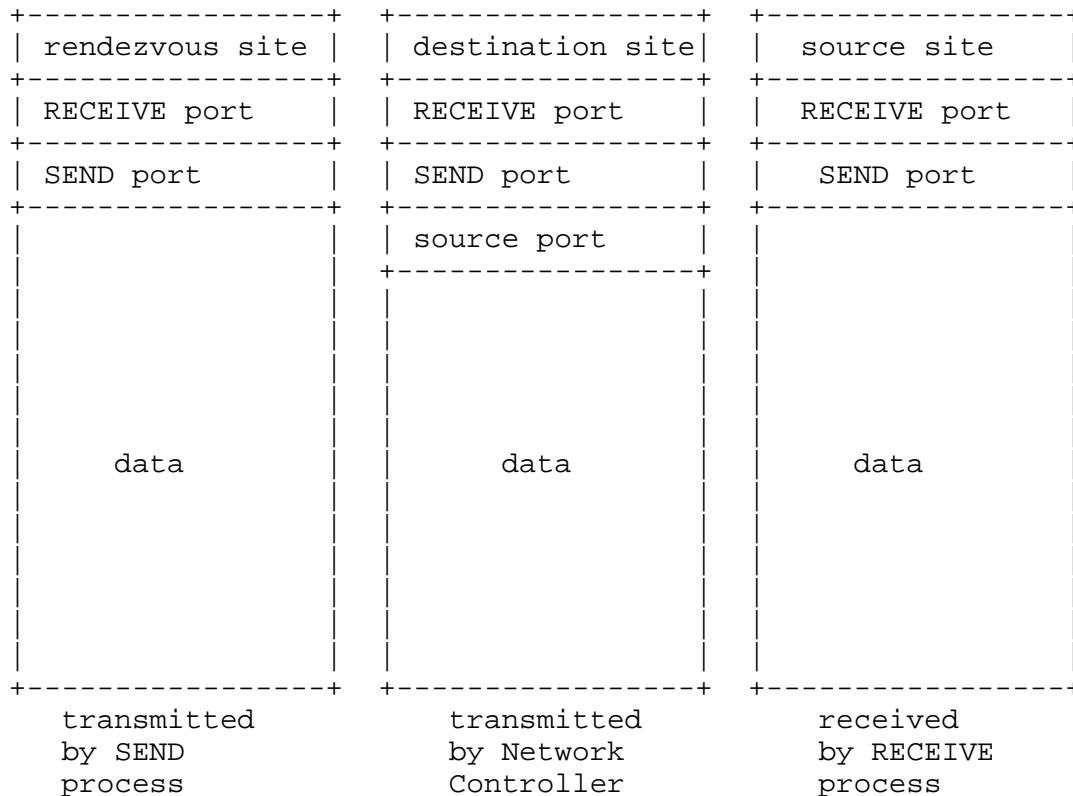 rendezvous site
RECEIVE port
SEND port
data
transmitted
by SEND
process
destination site
RECEIVE port
SEND port
source port
data
transmitted
by Network
Controller
source site
RECEIVE port
SEND port
data
received
by RECEIVE
process